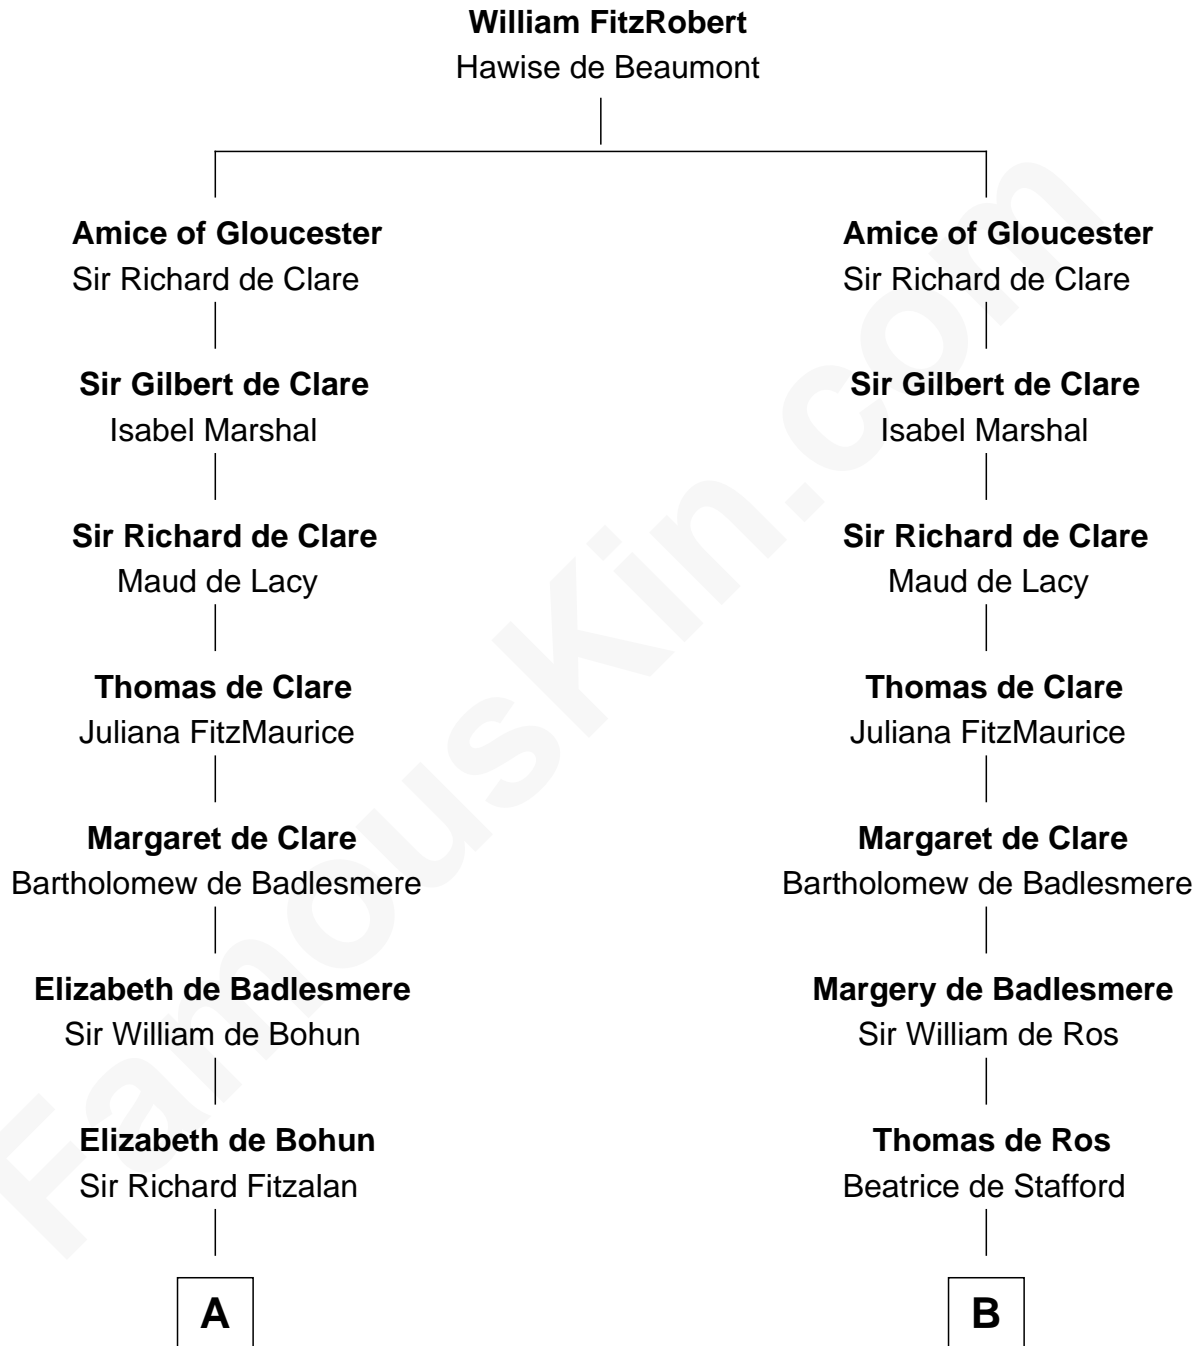 William FitzRobert
Hawise de Beaumont
Amice of Gloucester
Sir Richard de Clare
Amice of Gloucester
Sir Richard de Clare
Sir Gilbert de Clare
Isabel Marshal
Sir Gilbert de Clare
Isabel Marshal
Sir Richard de Clare
Maud de Lacy
Sir Richard de Clare
Maud de Lacy
Thomas de Clare
Juliana FitzMaurice
Thomas de Clare
Juliana FitzMaurice
Margaret de Clare
Bartholomew de Badlesmere
Margaret de Clare
Bartholomew de Badlesmere
Elizabeth de Badlesmere
Sir William de Bohun
Margery de Badlesmere
Sir William de Ros
Elizabeth de Bohun
Sir Richard Fitzalan
Thomas de Ros
Beatrice de Stafford
A
B
FamousKin.com